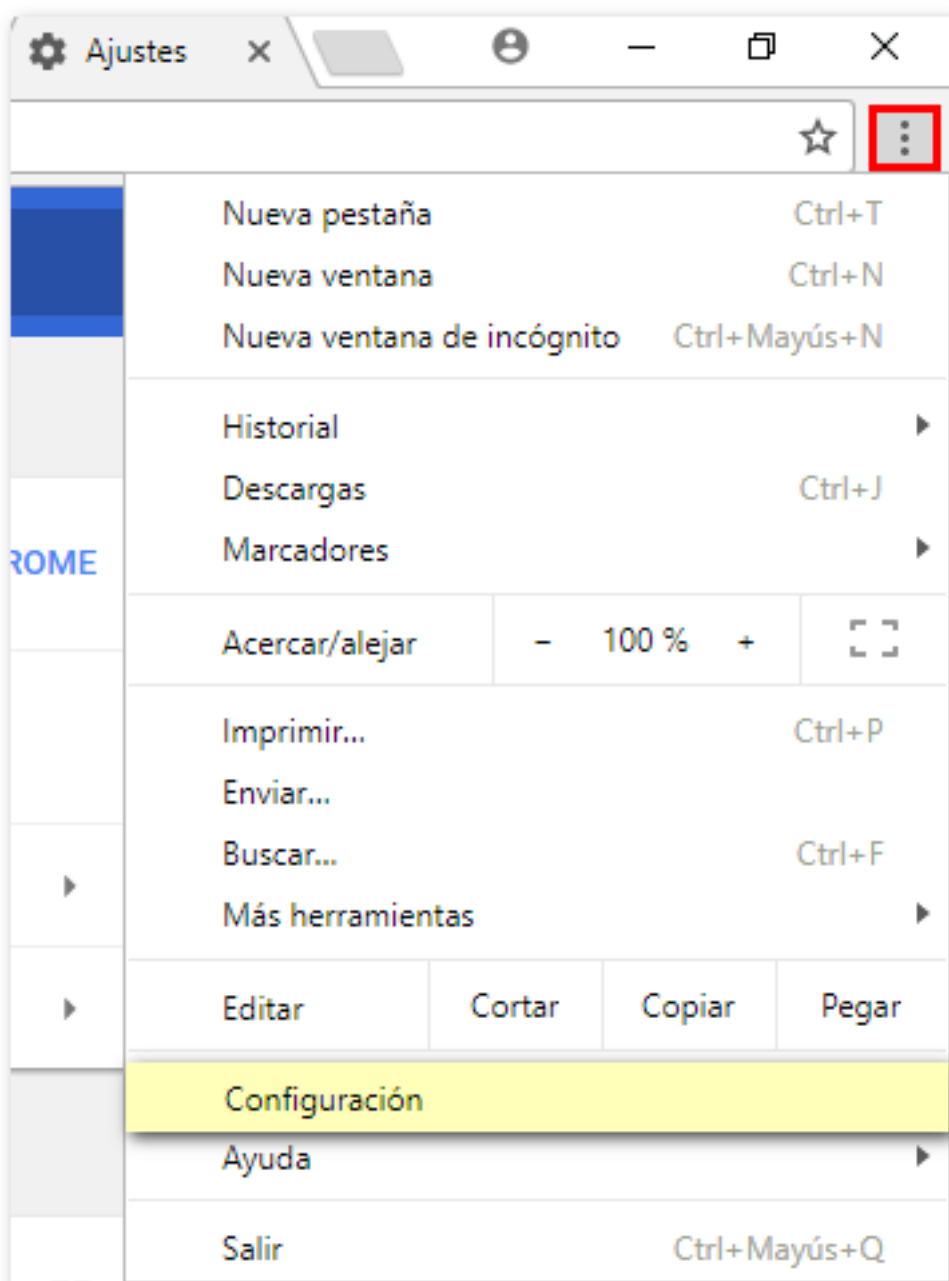 Ajustes
Nueva pestaña Ctrl+T
Nueva ventana Ctrl+N
Nueva ventana de incógnito Ctrl+Mayús+N
Historial
Descargas Ctrl+J
Marcadores
ROME
Acercar/alejar − 100 % +
Imprimir... Ctrl+P
Enviar...
Buscar... Ctrl+F
Más herramientas
Editar Cortar Copiar Pegar
Configuración
Ayuda
Salir Ctrl+Mayús+Q